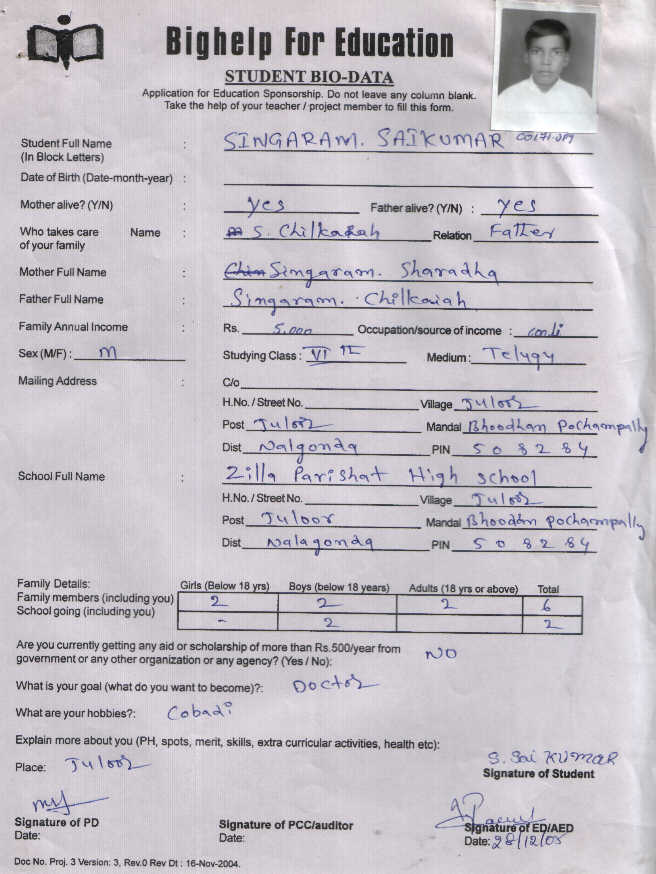 Bighelp For Education
STUDENT BIO-DATA
Application for Education Sponsorship. Do not leave any column blank.
Take the help of your teacher / project member to fill this form.
Student Full Name : SINGARAM. SAIKUMAR
(In Block Letters)
Date of Birth (Date-month-year) :
Mother alive? (Y/N) : yes Father alive? (Y/N) : yes
Who takes care Name : S. Chilkaiah Relation Father
of your family
Mother Full Name : Singaram. Sharadha
Father Full Name : Singaram. Chilkaiah
Family Annual Income : Rs. 5,000 Occupation/source of income :
Sex (M/F) : M Studying Class : VI th Medium : Telugu
Mailing Address : C/o
H.No. / Street No. Village Juloor
Post Juloor Mandal Bhoodhan Pochampally
Dist Nalgonda PIN 508284
School Full Name : Zilla Parishat High school
H.No. / Street No. Village Juloor
Post Juloor Mandal Bhooddan pochampally
Dist Nalagonda PIN 508284
Family Details: Girls (Below 18 yrs) Boys (below 18 years) Adults (18 yrs or above) Total
Family members (including you) 2 2 2 6
School going (including you) - 2 2
Are you currently getting any aid or scholarship of more than Rs.500/year from
government or any other organization or any agency? (Yes / No): NO
What is your goal (what do you want to become)?: Doctor
What are your hobbies?: Cobadi
Explain more about you (PH, spots, merit, skills, extra curricular activities, health etc):
Place: Juloor S. Sai KUMAR
Signature of Student
Signature of PD Signature of PCC/auditor Signature of ED/AED
Date: Date: Date: 28/12/05
Doc No. Proj. 3 Version: 3, Rev.0 Rev Dt : 16-Nov-2004.